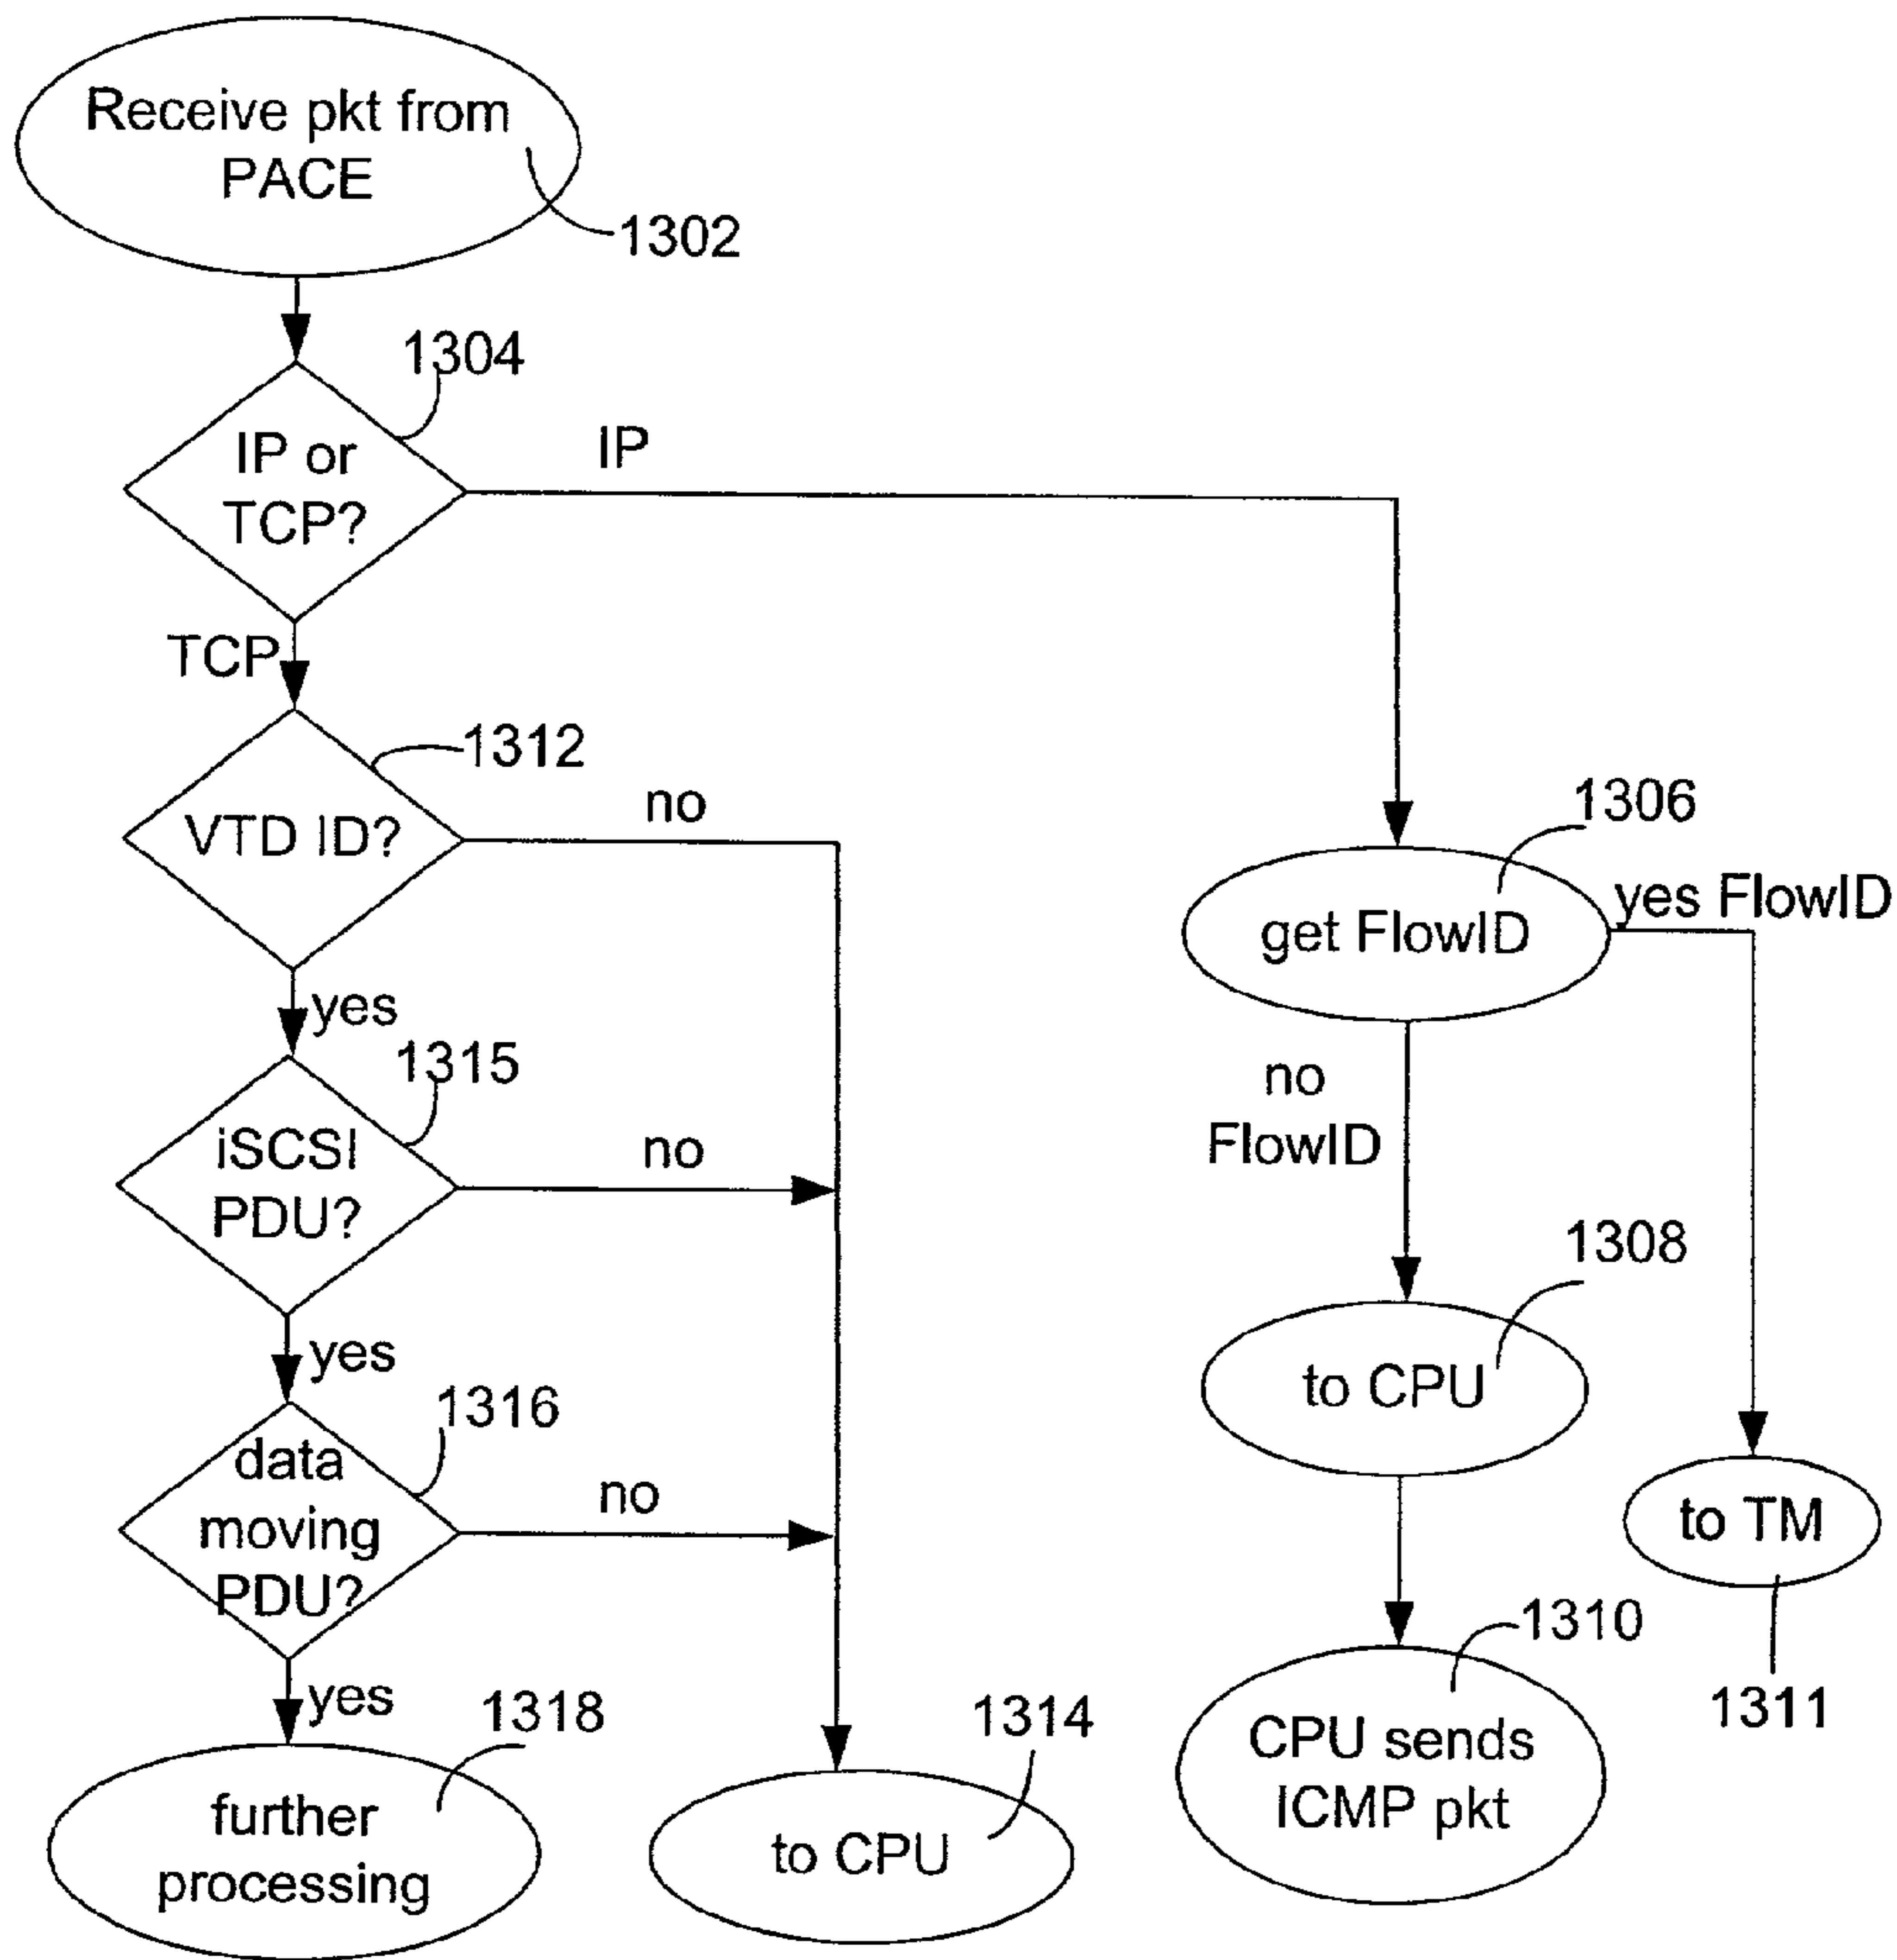 Receive pkt from
PACE
1302
1304
IP or
TCP?
IP
TCP
1312
VTD ID?
no
1306
get FlowID
yes FlowID
yes
no
FlowID
1315
iSCSI
PDU?
no
1308
to CPU
yes
1316
data
moving
PDU?
no
to TM
1311
1310
CPU sends
ICMP pkt
yes
1318
further
processing
1314
to CPU